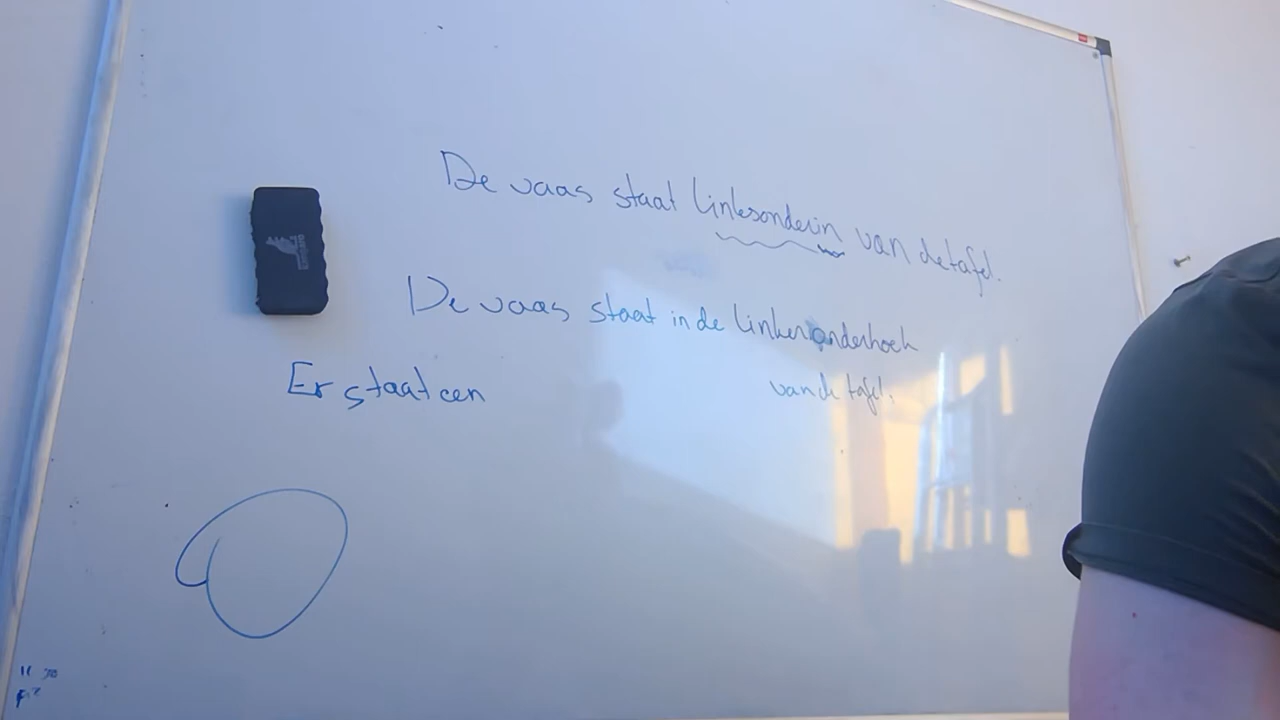 De vaas staat linksonderin van de tafel.
De vaas staat in de linkeronderhoek
van de tafel.
Er staat een